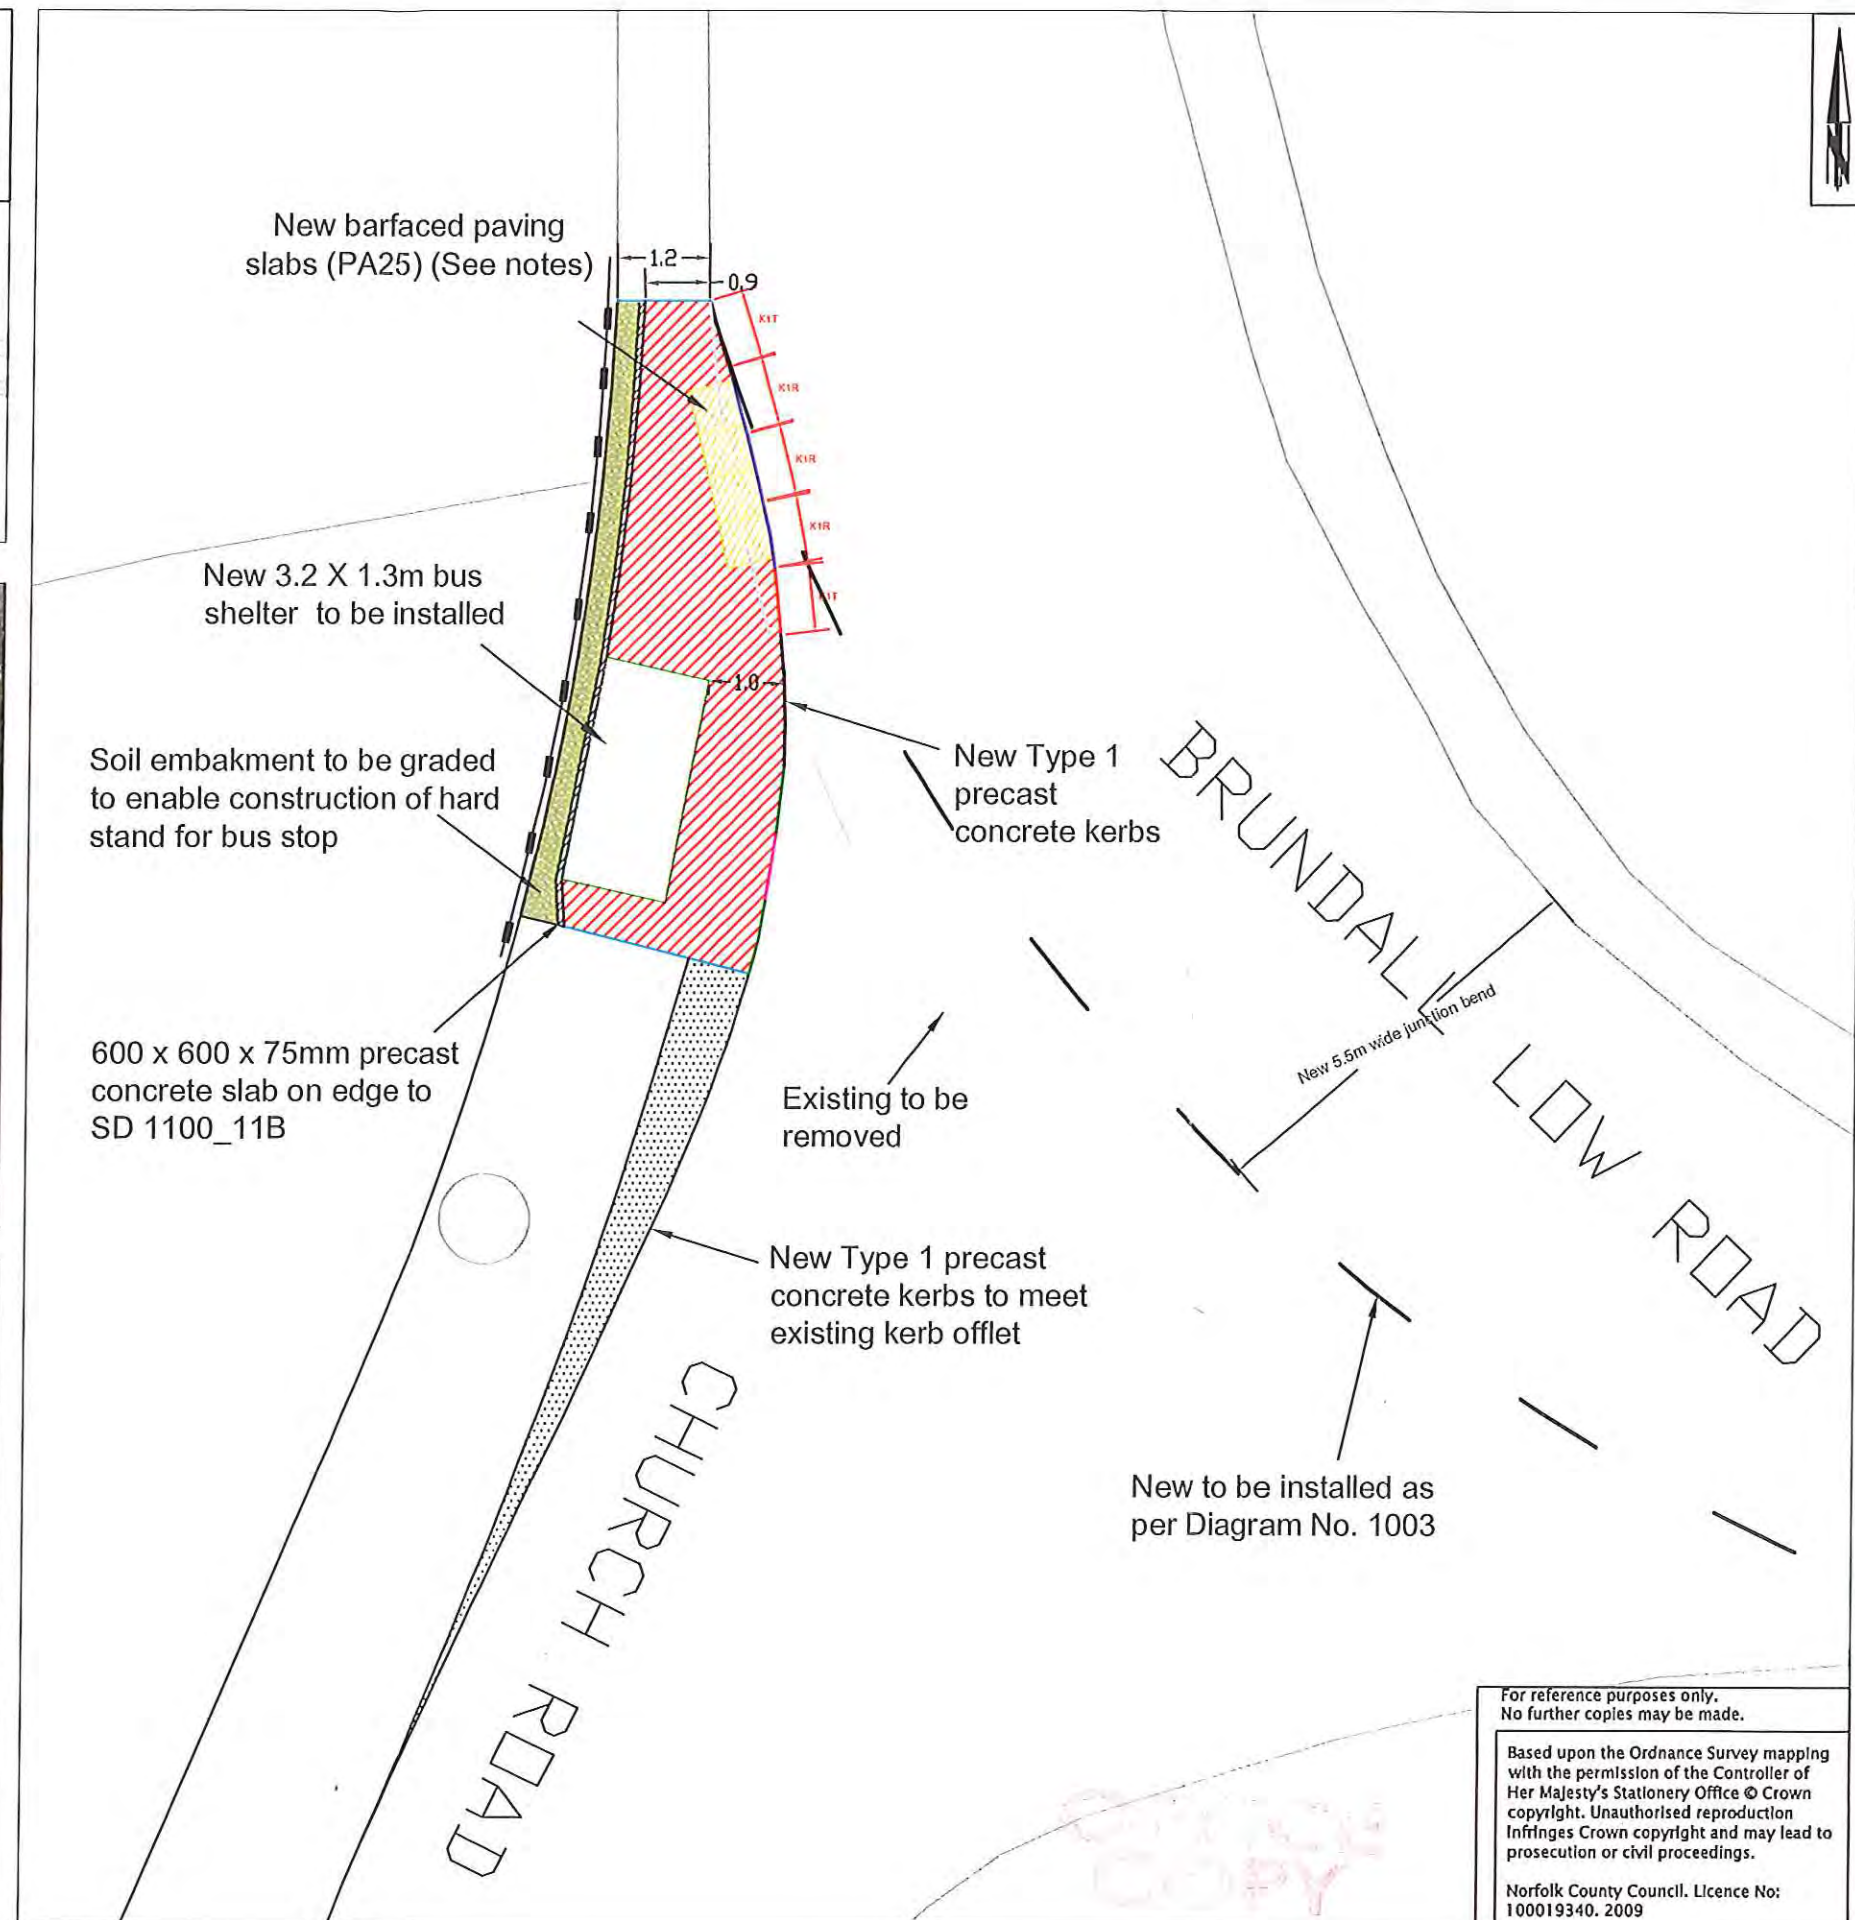 New barfaced paving
slabs (PA25) (See notes)
1.2
0.9
K1T
K1R
K1R
K1R
New 3.2 X 1.3m bus
shelter to be installed
1.0
Soil embakment to be graded
to enable construction of hard
stand for bus stop
New Type 1
precast
concrete kerbs
BRUNDALL LOW ROAD
New 5.5m wide junction bend
600 x 600 x 75mm precast
concrete slab on edge to
SD 1100_11B
Existing to be
removed
New Type 1 precast
concrete kerbs to meet
existing kerb offlet
CHURCH ROAD
New to be installed as
per Diagram No. 1003
N
For reference purposes only.
No further copies may be made.
Based upon the Ordnance Survey mapping
with the permission of the Controller of
Her Majesty's Stationery Office © Crown
copyright. Unauthorised reproduction
infringes Crown copyright and may lead to
prosecution or civil proceedings.
Norfolk County Council. Licence No:
100019340. 2009
COPY